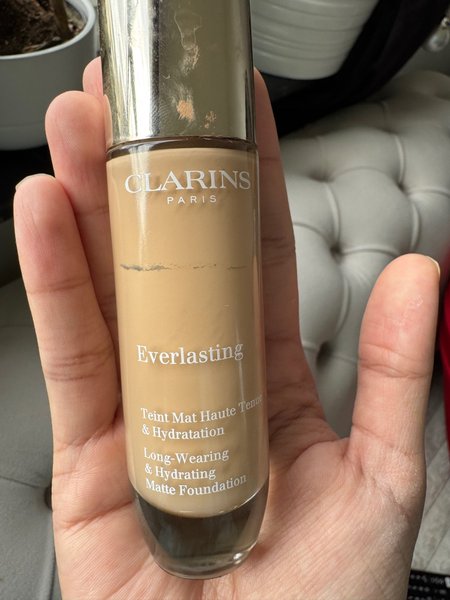 CLARINS
PARIS
Everlasting
Teint Mat Haute Tenue
& Hydratation
Long-Wearing
& Hydrating
Matte Foundation